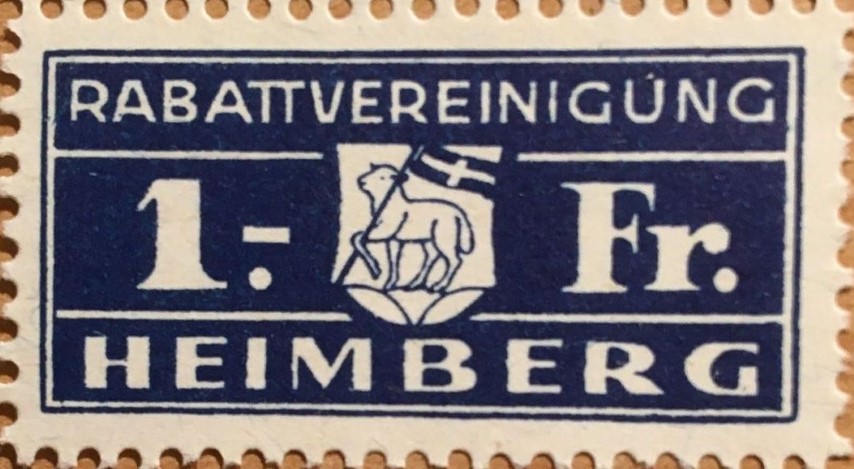 RABATTVEREINIGUNG
1.- Fr.
HEIMBERG